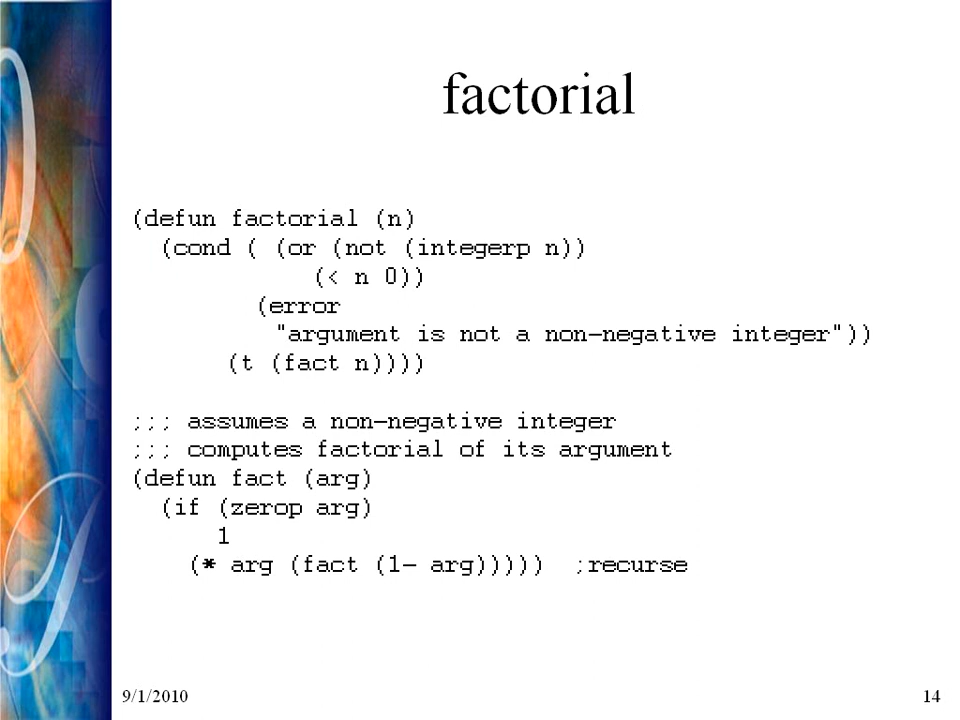 factorial
(defun factorial (n)
  (cond ( (or (not (integerp n))
                   (< n 0))
             (error
               "argument is not a non-negative integer"))
          (t (fact n))))
;;; assumes a non-negative integer
;;; computes factorial of its argument
(defun fact (arg)
  (if (zerop arg)
         1
      (* arg (fact (1- arg)))))  ;recurse
9/1/2010
14